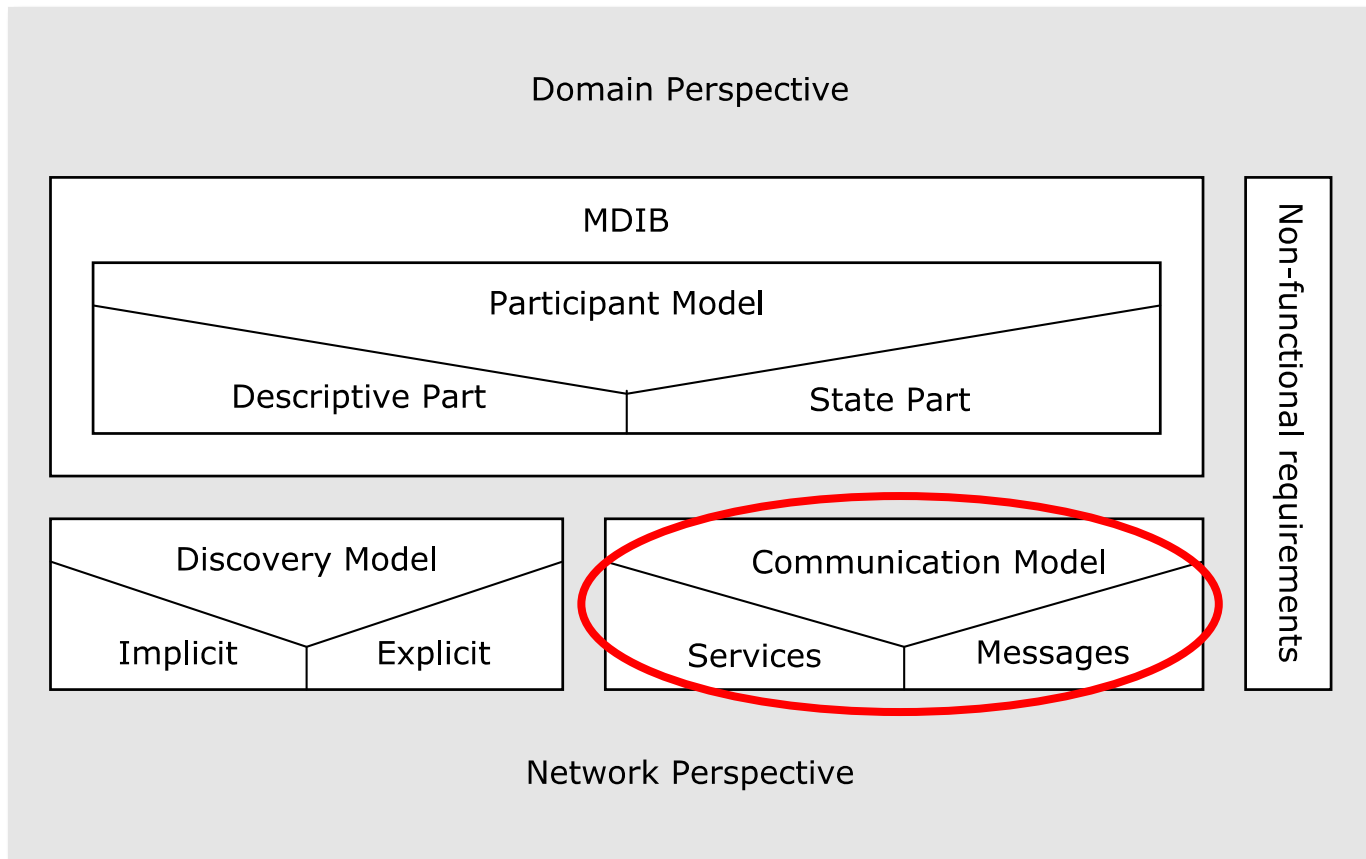 Domain Perspective
MDIB
Participant Model
Descriptive Part
State Part
Non-functional requirements
Discovery Model
Implicit
Explicit
Communication Model
Services
Messages
Network Perspective